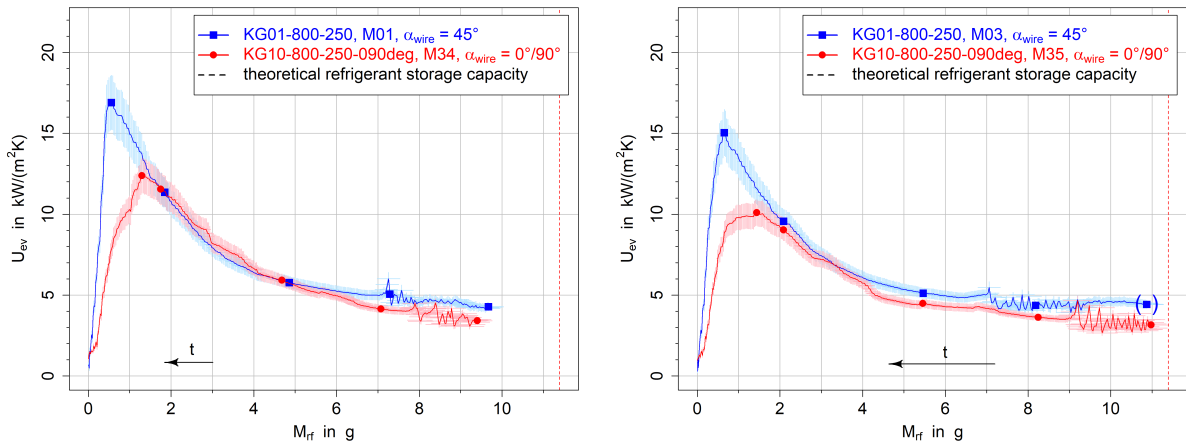 KG01-800-250, M01, αwire = 45°
KG10-800-250-090deg, M34, αwire = 0°/90°
theoretical refrigerant storage capacity
20
15
10
5
0
Uev in kW/(m²K)
t
0 2 4 6 8 10
Mrf in g
KG01-800-250, M03, αwire = 45°
KG10-800-250-090deg, M35, αwire = 0°/90°
theoretical refrigerant storage capacity
20
15
10
5
0
Uev in kW/(m²K)
( )
t
0 2 4 6 8 10
Mrf in g